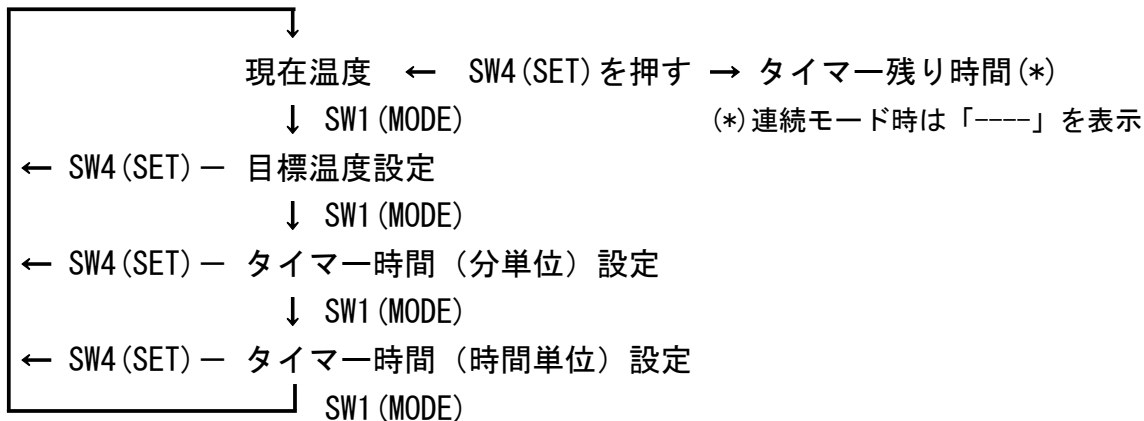 現在温度 ← SW4(SET)を押す → タイマー残り時間(*)
↓ SW1(MODE) (*)連続モード時は「----」を表示
← SW4(SET)― 目標温度設定
↓ SW1(MODE)
← SW4(SET)― タイマー時間（分単位）設定
↓ SW1(MODE)
← SW4(SET)― タイマー時間（時間単位）設定
SW1(MODE)